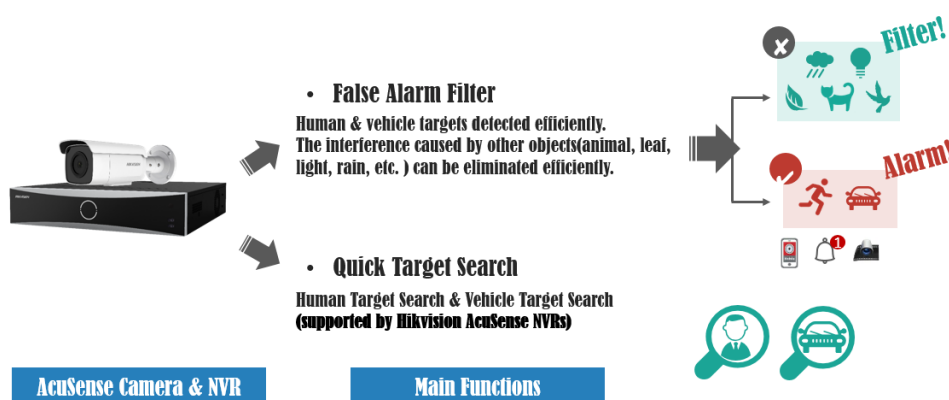 Filter!
• False Alarm Filter
Human & vehicle targets detected efficiently.
The interference caused by other objects(animal, leaf,
light, rain, etc. ) can be eliminated efficiently.
Alarm!
1
• Quick Target Search
Human Target Search & Vehicle Target Search
(supported by Hikvision AcuSense NVRs)
AcuSense Camera & NVR
Main Functions